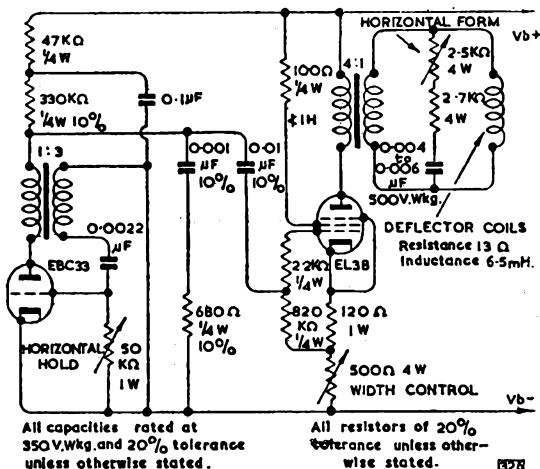 47KΩ
¼W
330KΩ
¼W 10%
1:3
0·1µF
0·001
µF
10%
0·01
µF
10%
0·0022
µF
EBC33
HORIZONTAL
HOLD
50
KΩ
1W
680Ω
¼W
10%
100Ω
¼W
4:1
HORIZONTAL FORM
2·5KΩ
4W
2·7KΩ
4W
0·004
to
0·006
µF
500V.Wkg.
Vb+
DEFLECTOR COILS
Resistance 13 Ω
Inductance 6·5mH.
EL38
2·2KΩ
¼W
820
KΩ
¼W
120Ω
1W
500Ω 4W
WIDTH CONTROL
Vb-
All capacities rated at
350V.Wkg. and 20% tolerance
unless otherwise stated.
All resistors of 20%
tolerance unless other-
wise stated.